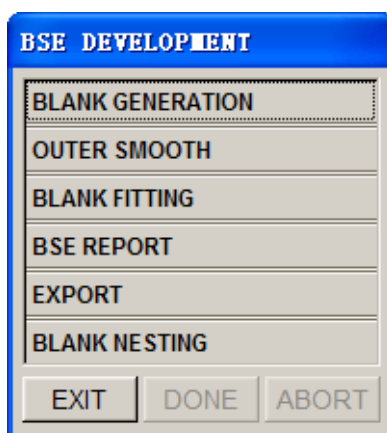 BSE DEVELOPMENT
BLANK GENERATION
OUTER SMOOTH
BLANK FITTING
BSE REPORT
EXPORT
BLANK NESTING
EXIT DONE ABORT